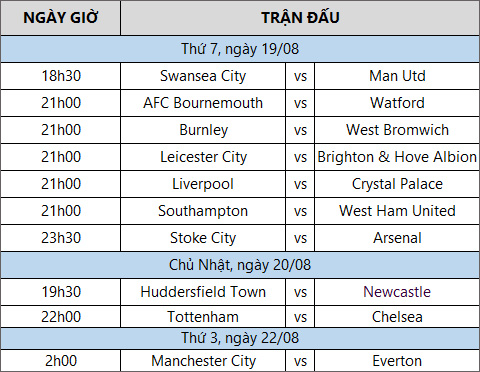 NGÀY GIỜ TRẬN ĐẤU
Thứ 7, ngày 19/08
18h30 Swansea City vs Man Utd
21h00 AFC Bournemouth vs Watford
21h00 Burnley vs West Bromwich
21h00 Leicester City vs Brighton & Hove Albion
21h00 Liverpool vs Crystal Palace
21h00 Southampton vs West Ham United
23h30 Stoke City vs Arsenal
Chủ Nhật, ngày 20/08
19h30 Huddersfield Town vs Newcastle
22h00 Tottenham vs Chelsea
Thứ 3, ngày 22/08
2h00 Manchester City vs Everton